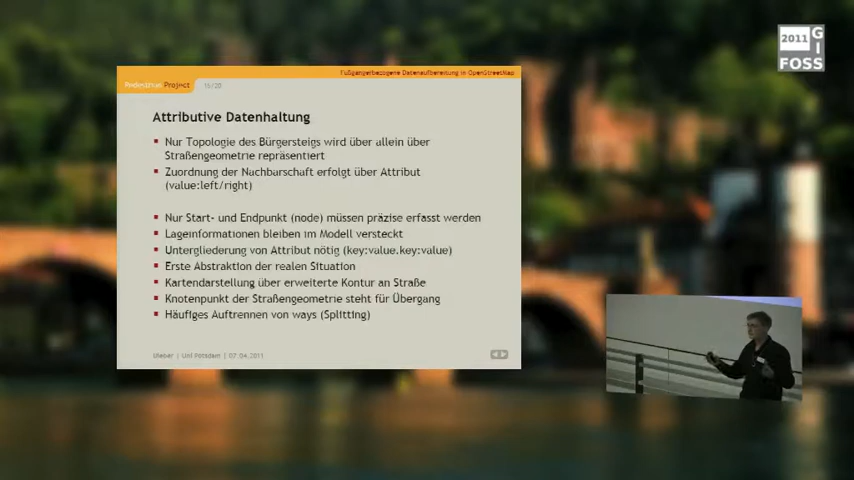 2011 GI
FOSS
Fußgängerbezogene Datenaufbereitung in OpenStreetMap
Pedestrian Project
15/20
Attributive Datenhaltung
Nur Topologie des Bürgersteigs wird über allein über
Straßengeometrie repräsentiert
Zuordnung der Nachbarschaft erfolgt über Attribut
(value:left/right)
Nur Start- und Endpunkt (node) müssen präzise erfasst werden
Lageinformationen bleiben im Modell versteckt
Untergliederung von Attribut nötig (key:value.key:value)
Erste Abstraktion der realen Situation
Kartendarstellung über erweiterte Kontur an Straße
Knotenpunkt der Straßengeometrie steht für Übergang
Häufiges Auftrennen von ways (Splitting)
| Uni Potsdam | 07.04.2011